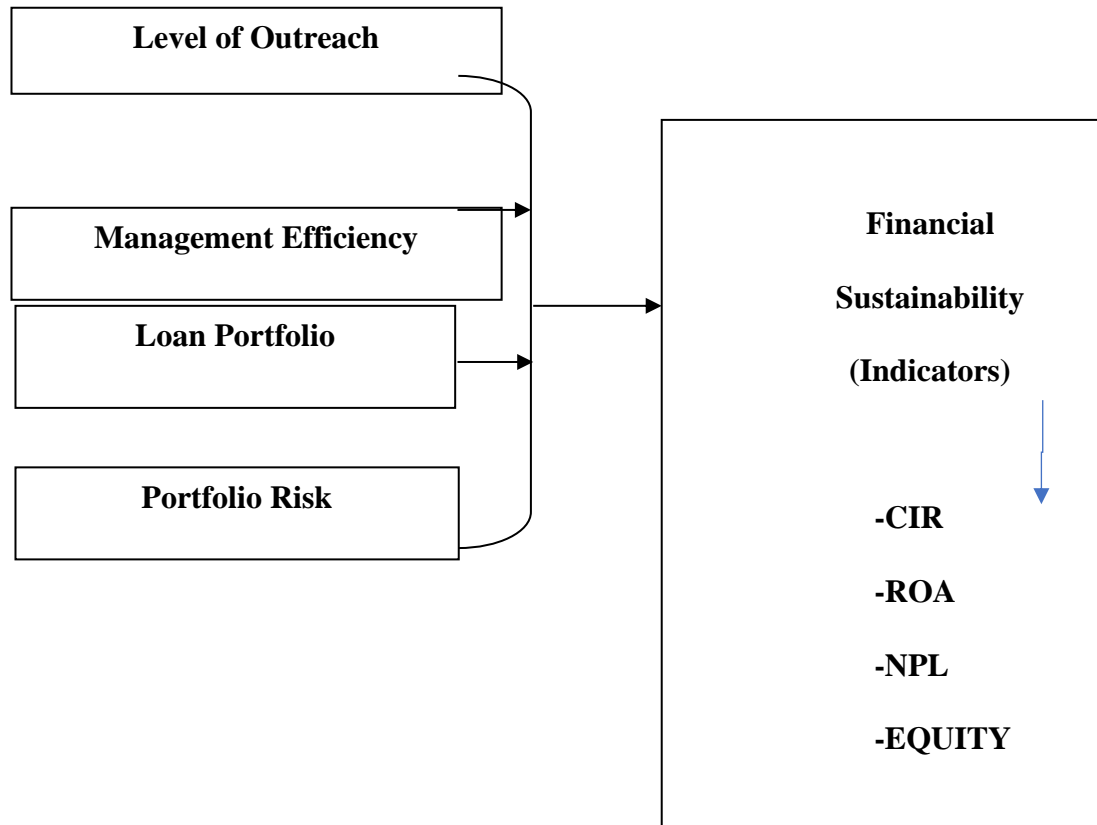 Level of Outreach
Management Efficiency
Loan Portfolio
Portfolio Risk
Financial
Sustainability
(Indicators)
-CIR
-ROA
-NPL
-EQUITY